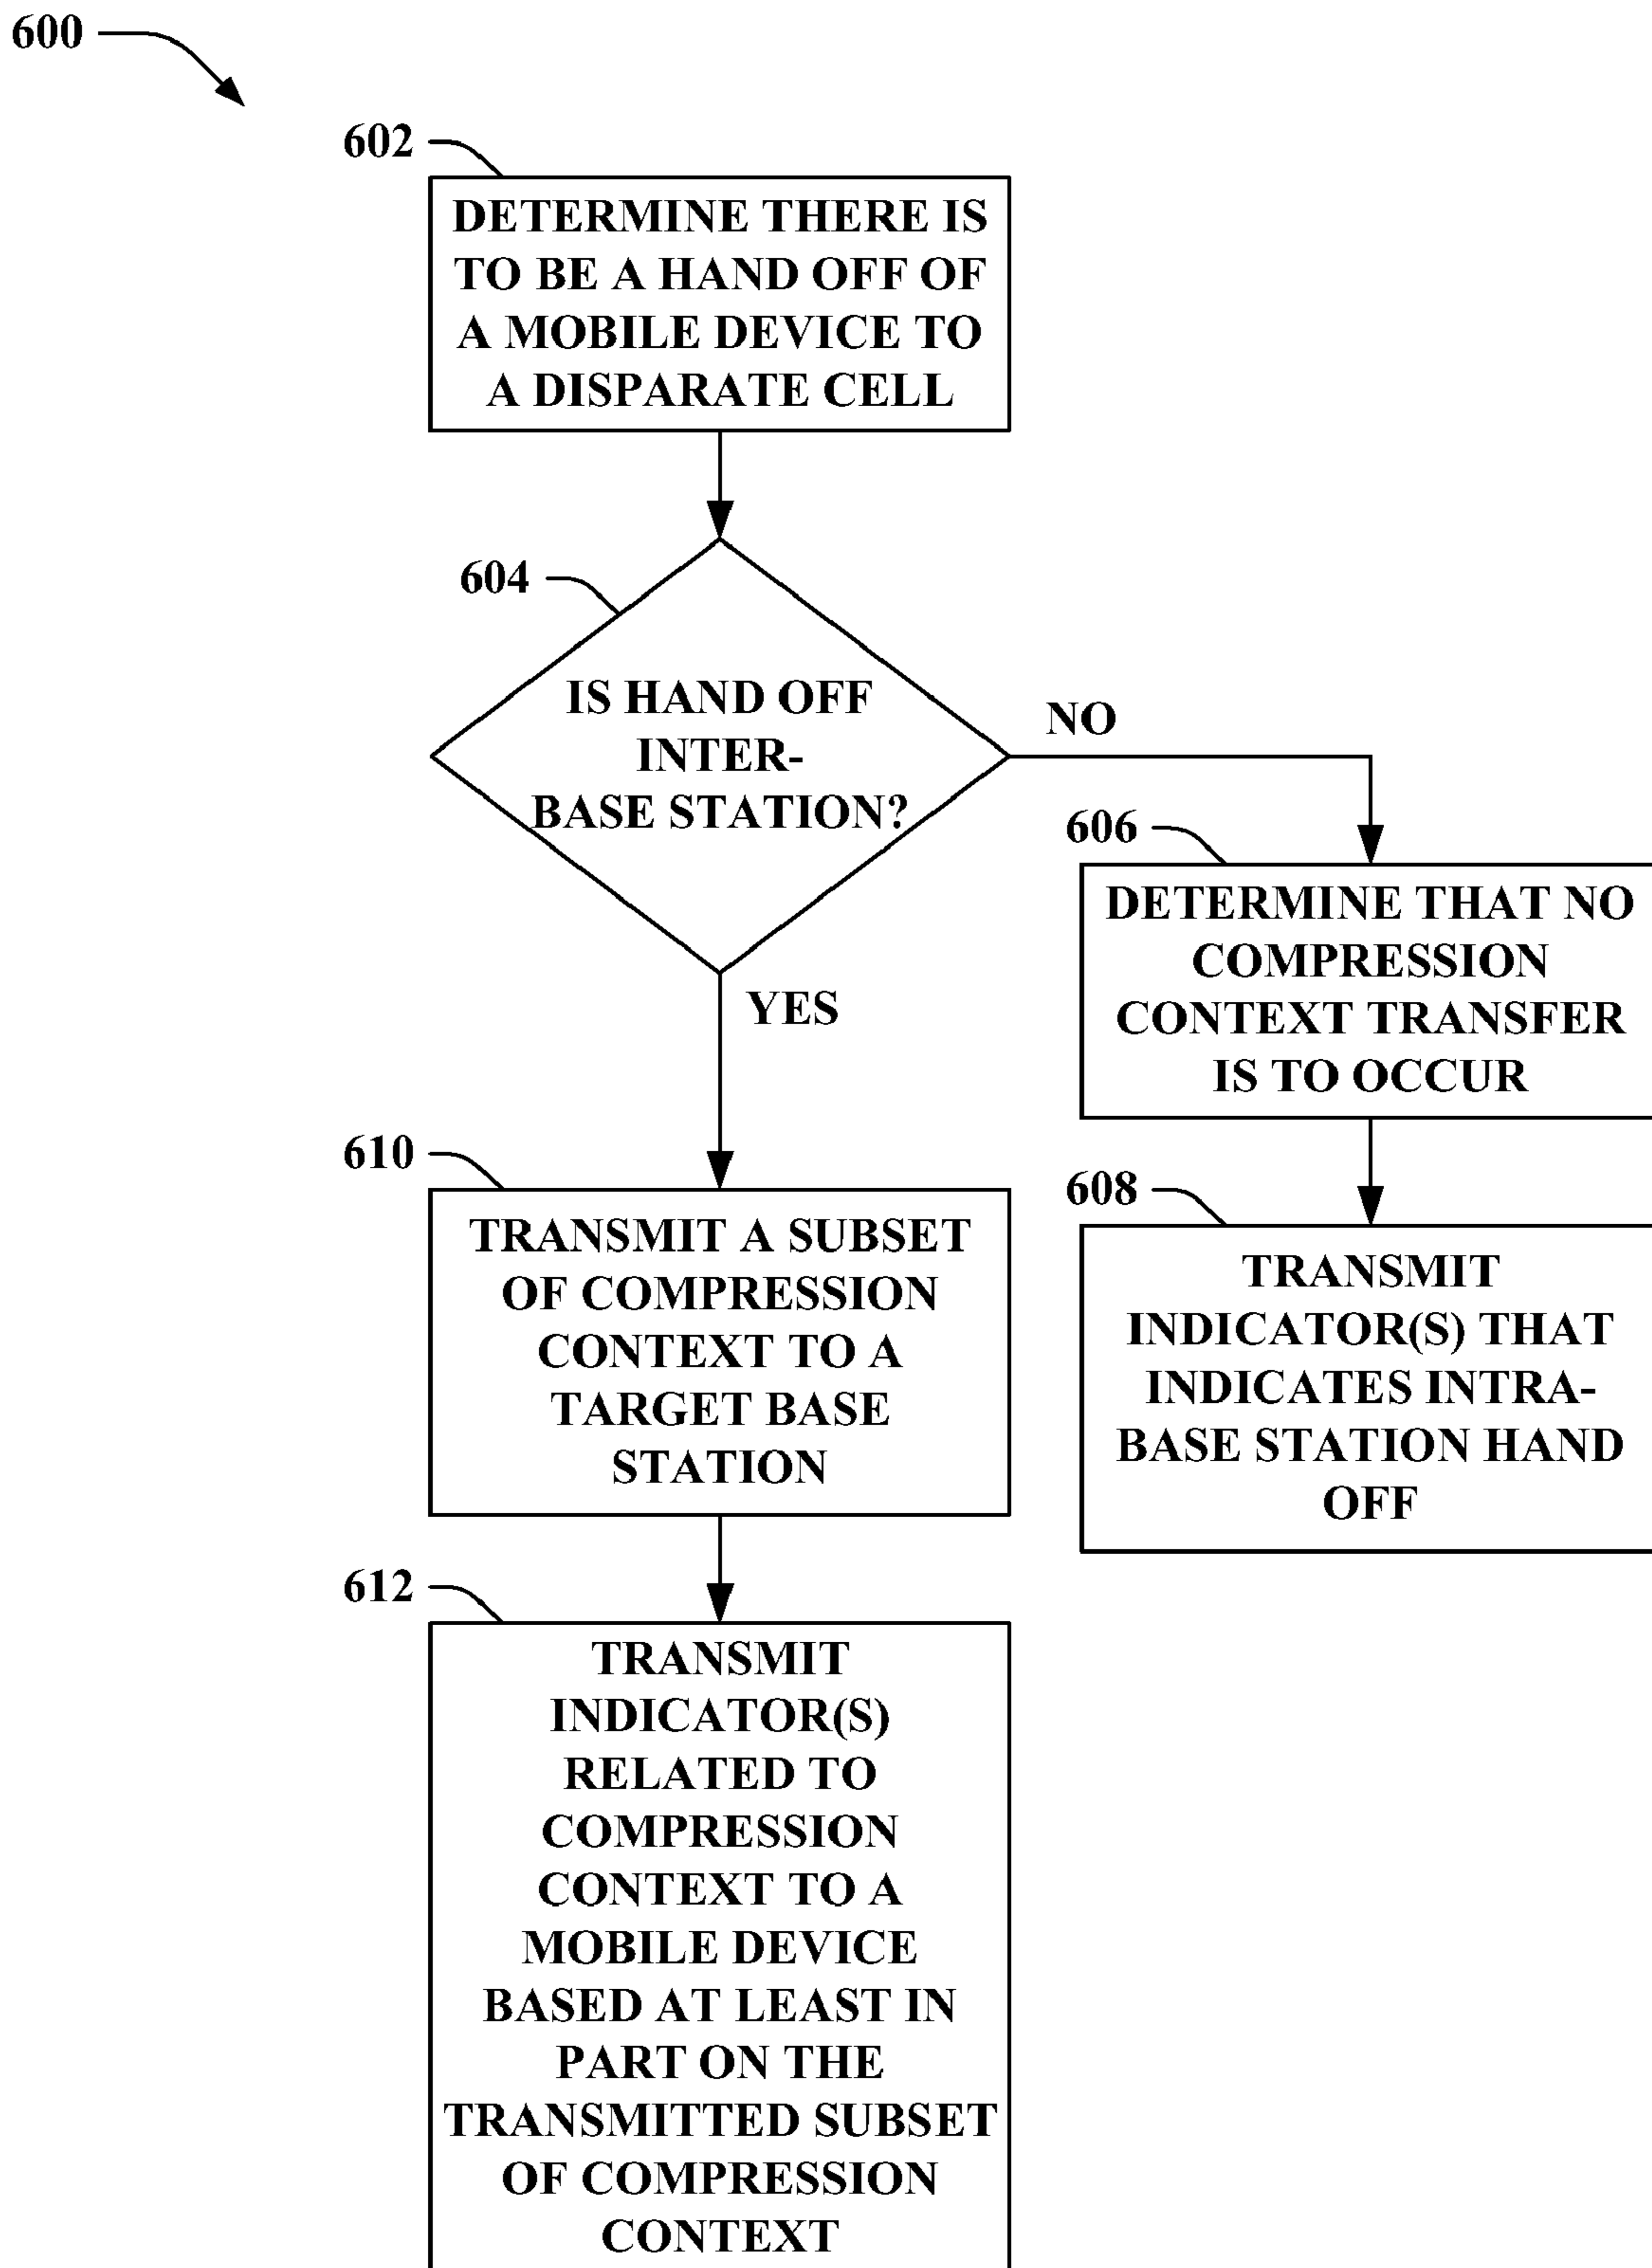 600
602
DETERMINE THERE IS
TO BE A HAND OFF OF
A MOBILE DEVICE TO
A DISPARATE CELL
604
IS HAND OFF
INTER-
BASE STATION?
NO
YES
606
DETERMINE THAT NO
COMPRESSION
CONTEXT TRANSFER
IS TO OCCUR
608
TRANSMIT
INDICATOR(S) THAT
INDICATES INTRA-
BASE STATION HAND
OFF
610
TRANSMIT A SUBSET
OF COMPRESSION
CONTEXT TO A
TARGET BASE
STATION
612
TRANSMIT
INDICATOR(S)
RELATED TO
COMPRESSION
CONTEXT TO A
MOBILE DEVICE
BASED AT LEAST IN
PART ON THE
TRANSMITTED SUBSET
OF COMPRESSION
CONTEXT